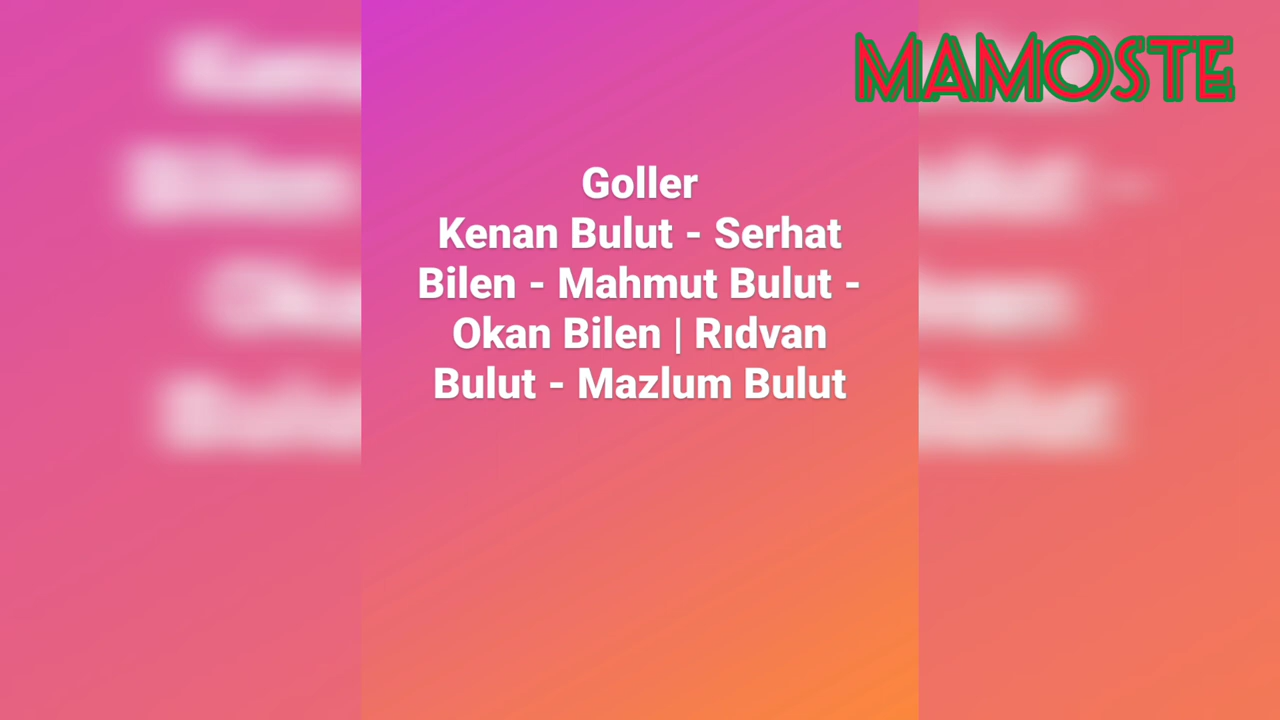 MAMOSTE
Goller
Kenan Bulut - Serhat
Bilen - Mahmut Bulut -
Okan Bilen | Rıdvan
Bulut - Mazlum Bulut